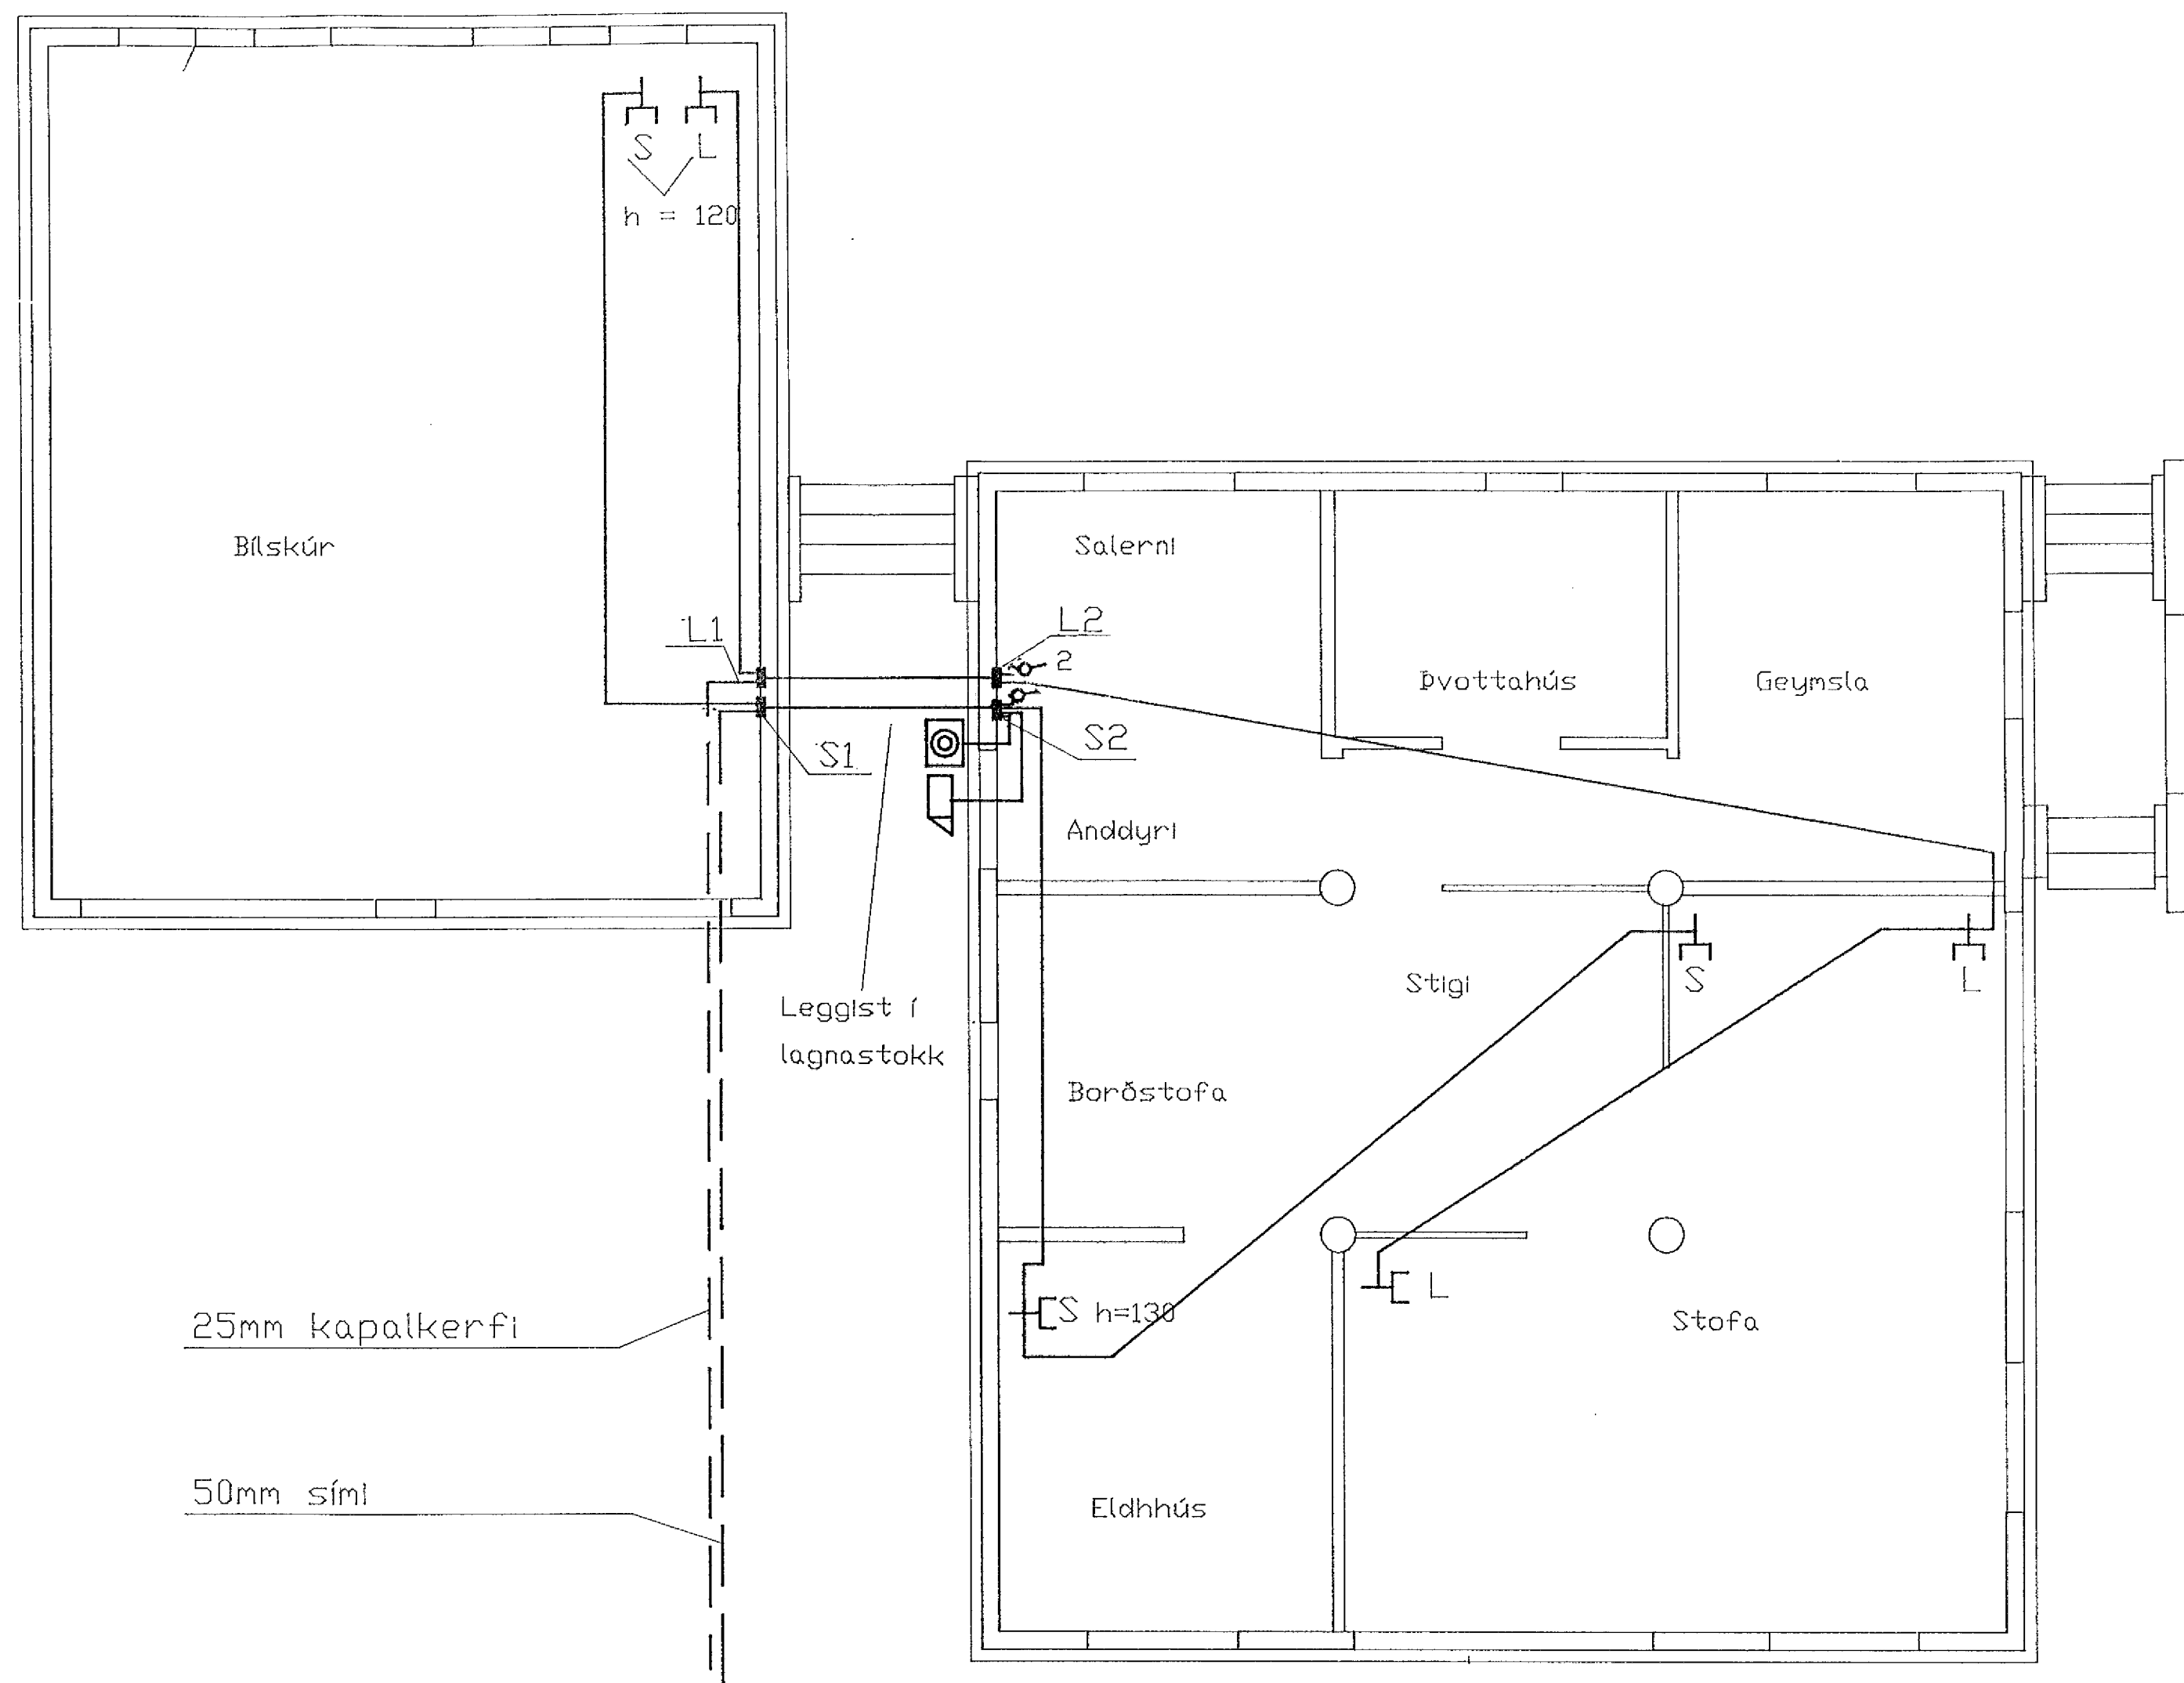 S L
h = 120
Bílskúr
Salerni
L1
L2
2
Þvottahús
Geymsla
S1
S2
Anddyri
Stigi
S
L
Leggist í
lagnastokk
Borðstofa
S h=130
L
Stofa
25mm kapalkerfi
50mm sími
Eldhhús